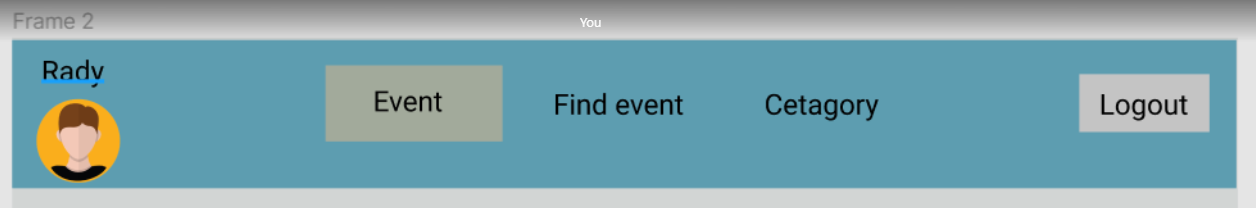 Frame 2
You
Rady
Event
Find event
Cetagory
Logout